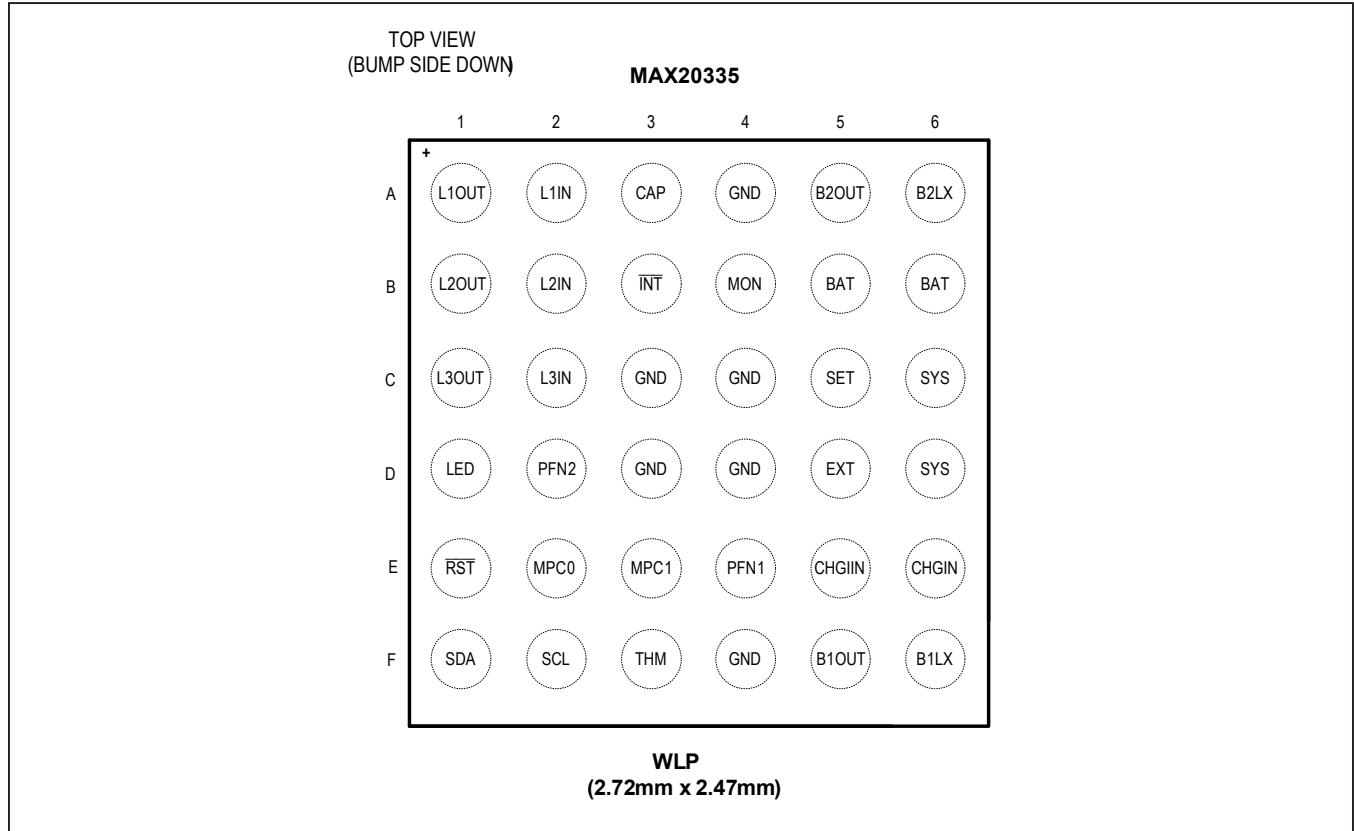 TOP VIEW
(BUMP SIDE DOWN)
MAX20335
1 2 3 4 5 6
+
A L1OUT L1IN CAP GND B2OUT B2LX
B L2OUT L2IN INT MON BAT BAT
C L3OUT L3IN GND GND SET SYS
D LED PFN2 GND GND EXT SYS
E RST MPC0 MPC1 PFN1 CHGIIN CHGIN
F SDA SCL THM GND B1OUT B1LX
WLP
(2.72mm x 2.47mm)